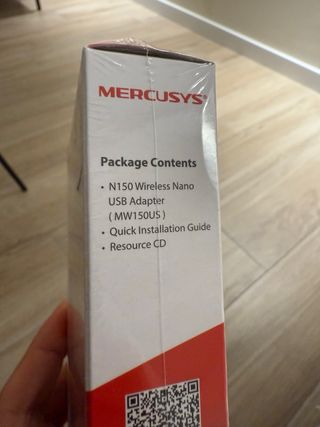 MERCUSYS®
Package Contents
• N150 Wireless Nano
USB Adapter
( MW150US )
• Quick Installation Guide
• Resource CD